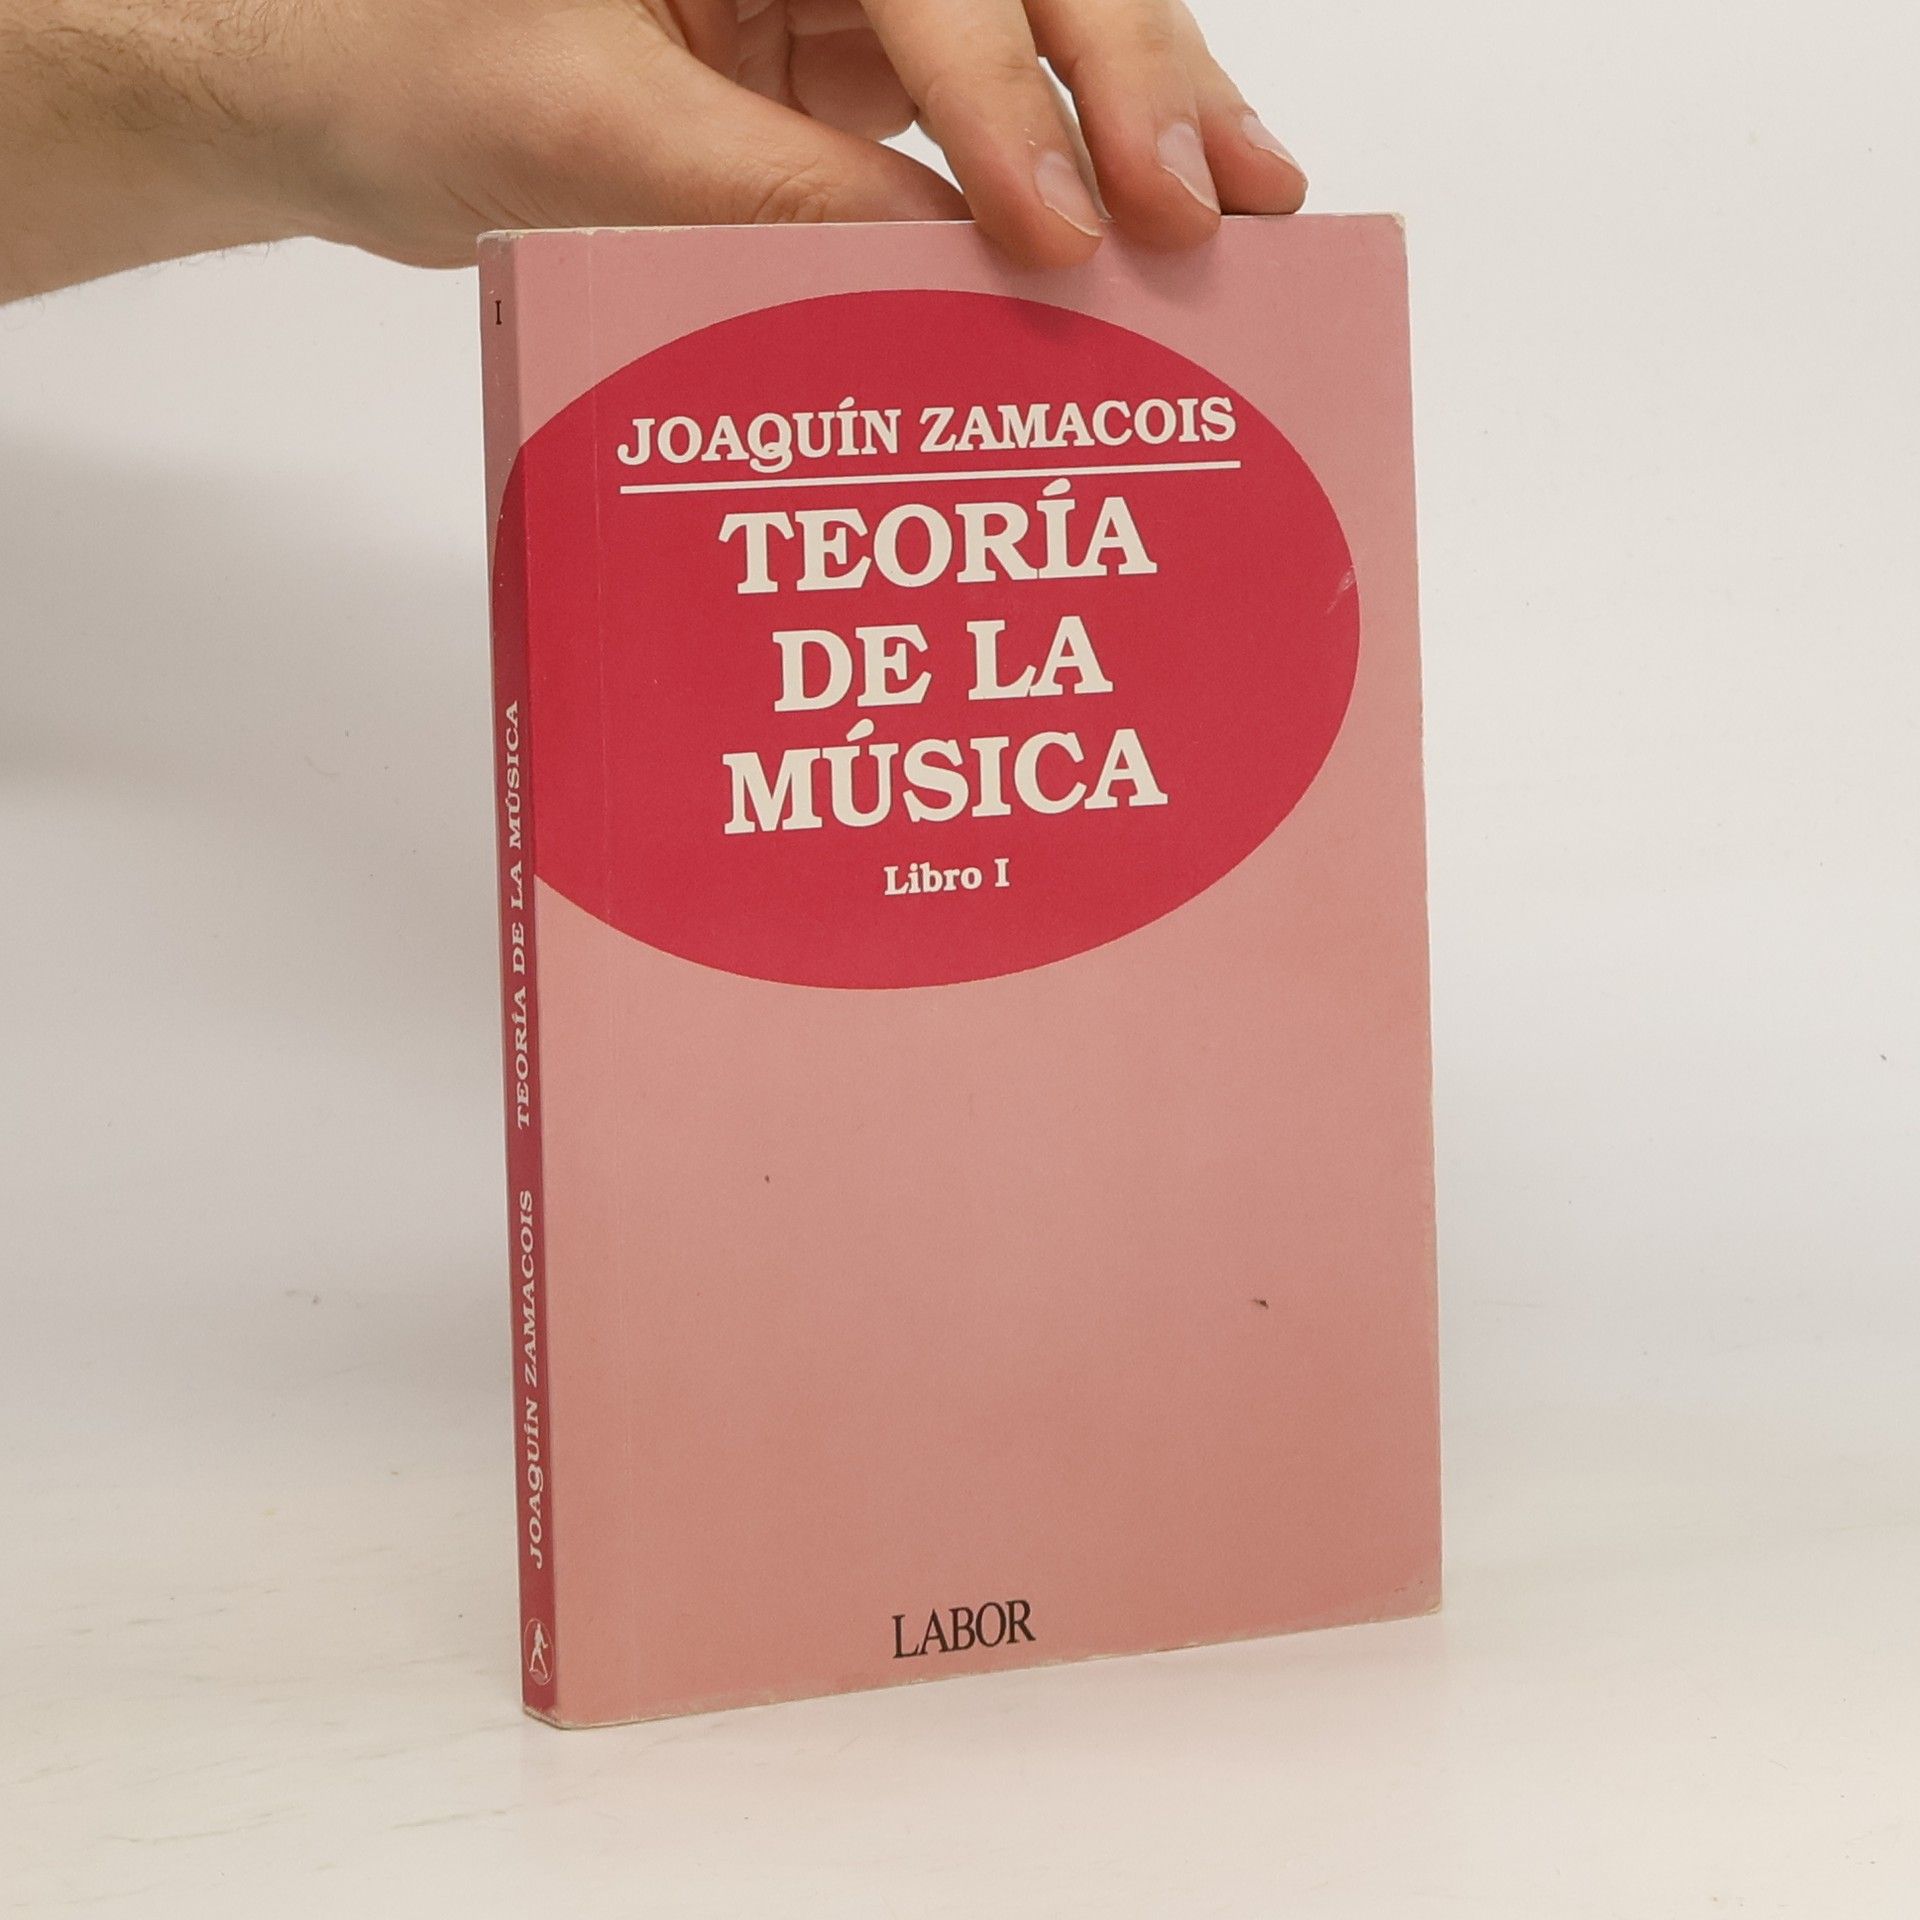 JOAQUÍN ZAMACOIS
TEORÍA
DE LA
MÚSICA
Libro I
LABOR
I
JOAQUÍN ZAMACOIS TEORÍA DE LA MÚSICA